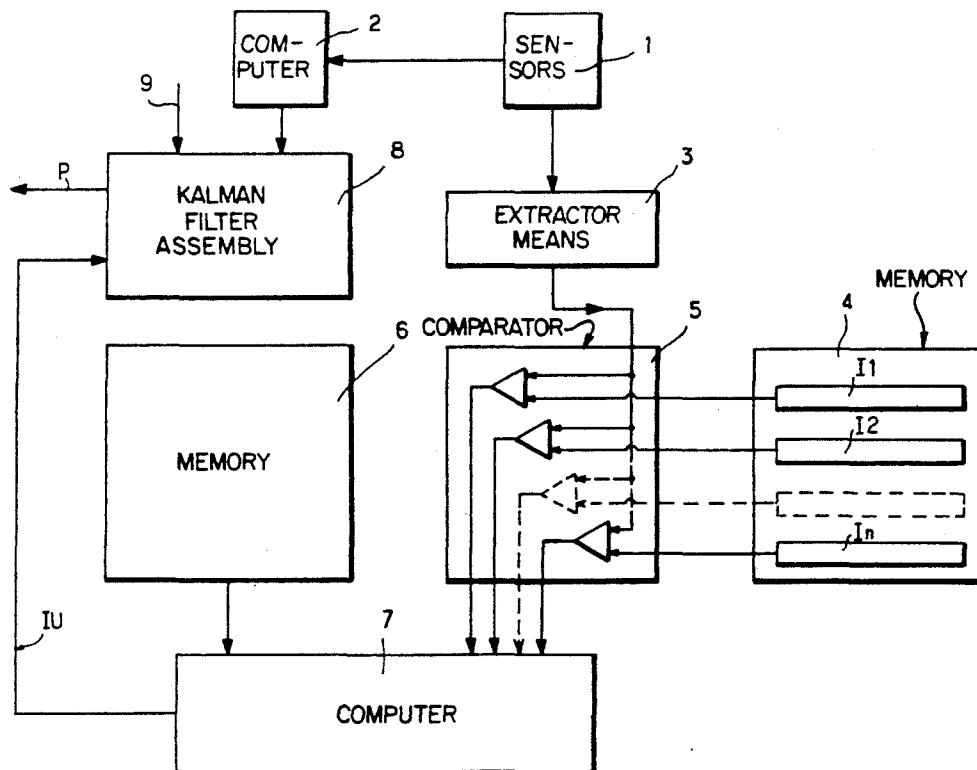 2
COM-
PUTER
SEN-
SORS
1
9
8
P
KALMAN
FILTER
ASSEMBLY
3
EXTRACTOR
MEANS
MEMORY
6
COMPARATOR
5
4
I1
I2
In
MEMORY
IU
7
COMPUTER